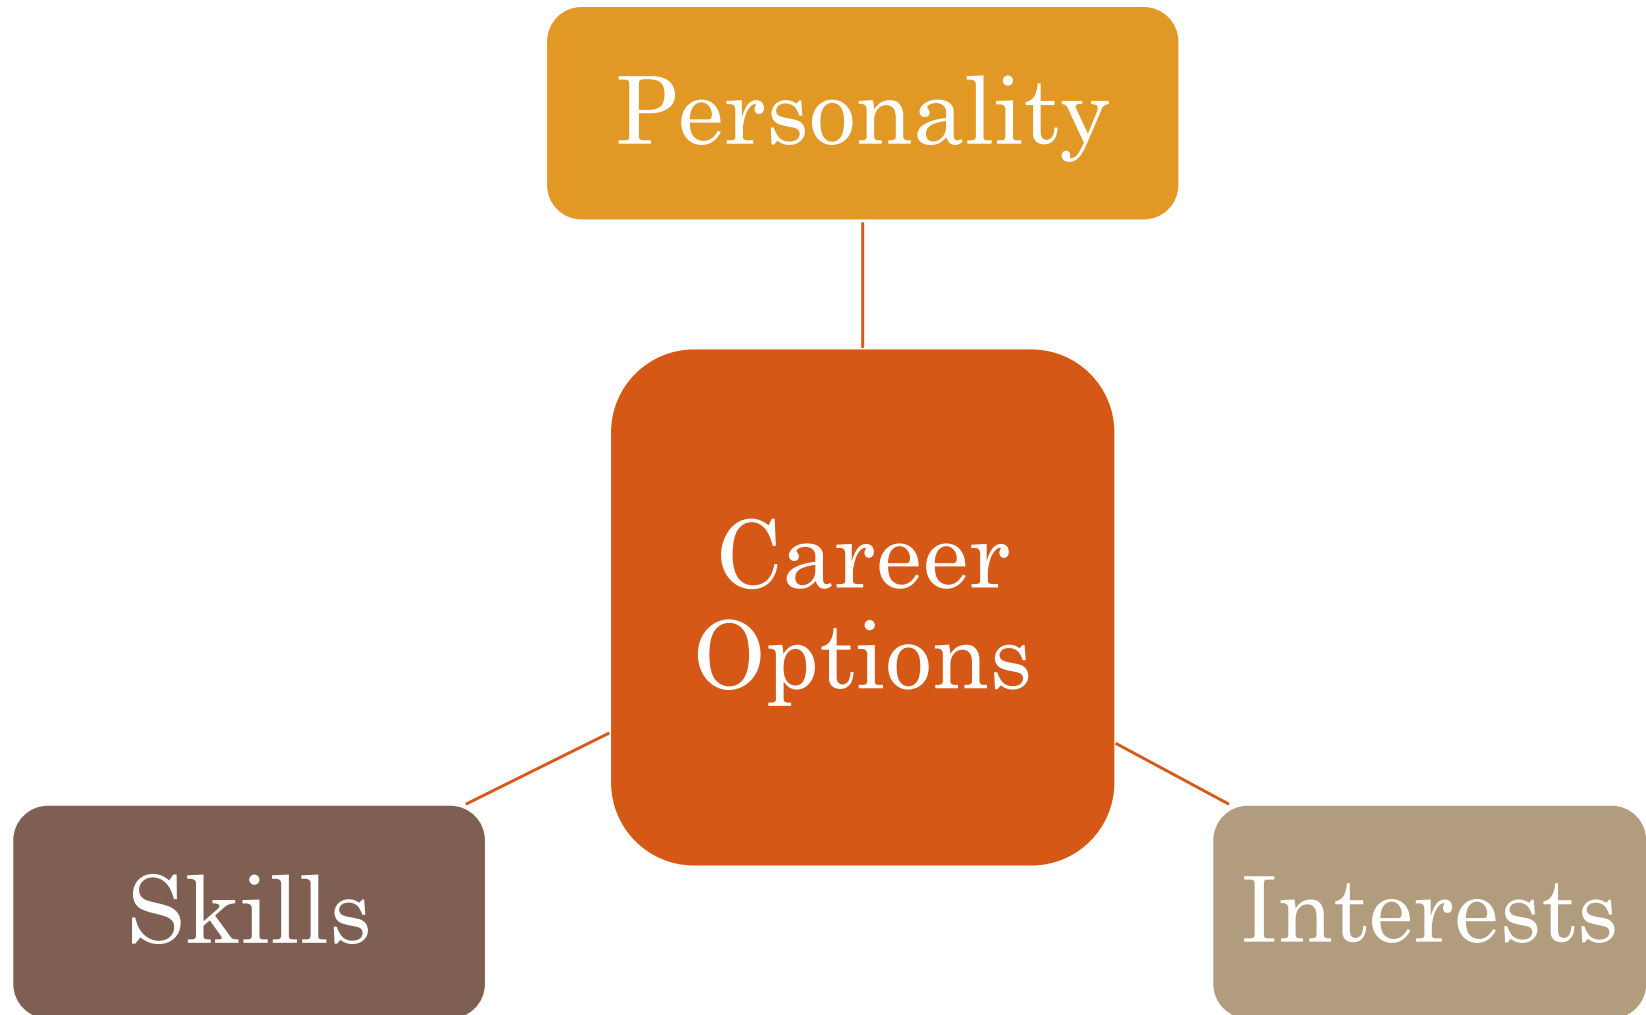 Personality
Career
Options
Skills
Interests